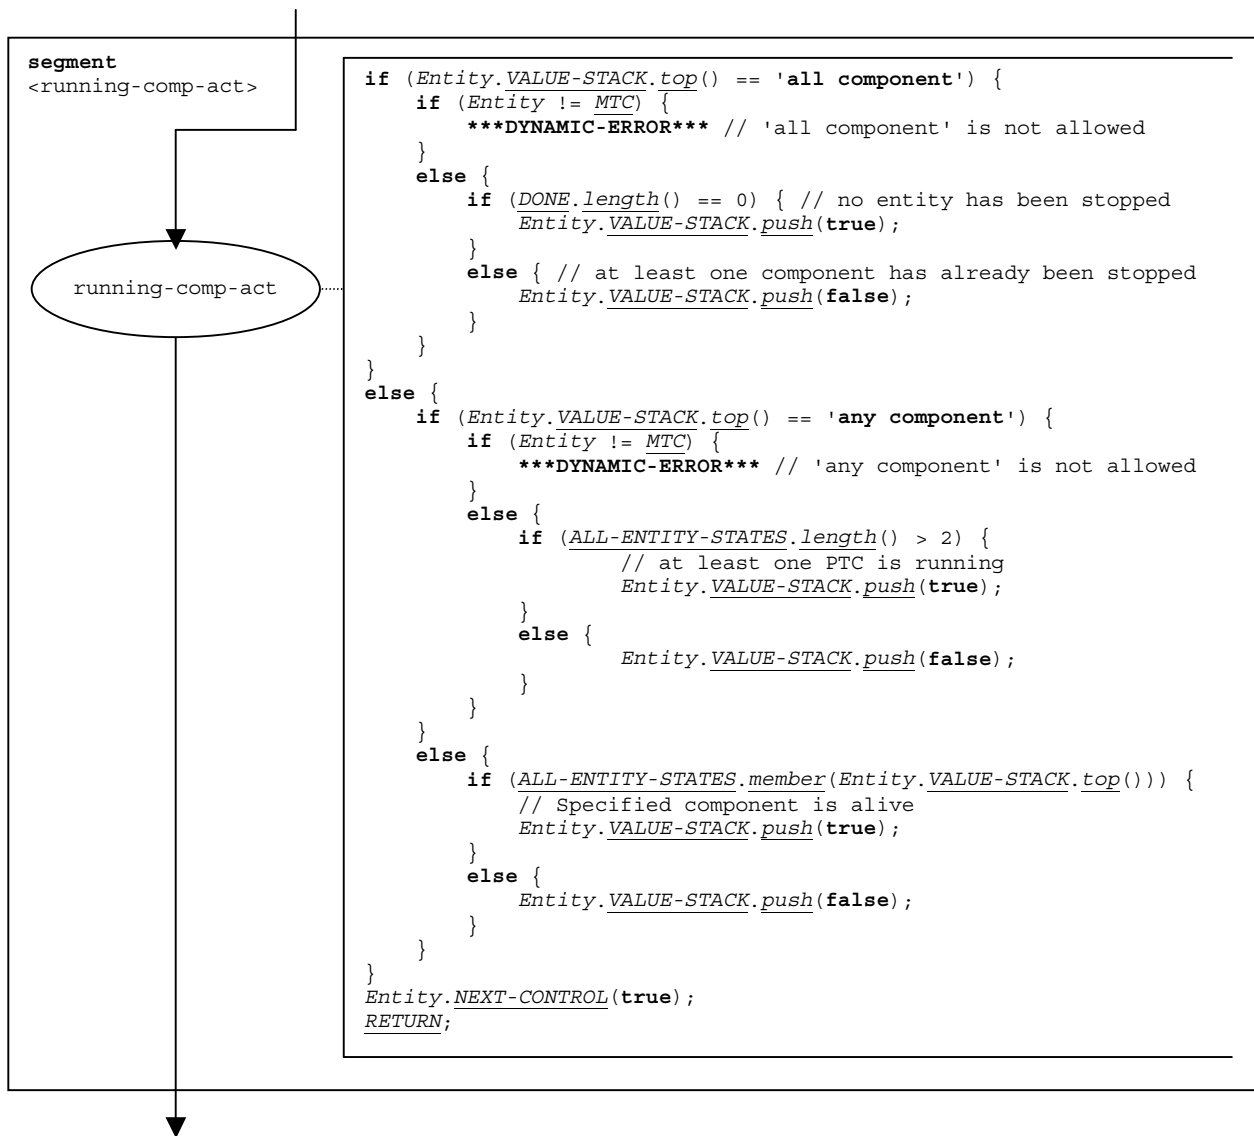 segment
<running-comp-act>
running-comp-act
if (Entity.VALUE-STACK.top() == 'all component') {
    if (Entity != MTC) {
        ***DYNAMIC-ERROR*** // 'all component' is not allowed
    }
    else {
        if (DONE.length() == 0) { // no entity has been stopped
            Entity.VALUE-STACK.push(true);
        }
        else { // at least one component has already been stopped
            Entity.VALUE-STACK.push(false);
        }
    }
}
else {
    if (Entity.VALUE-STACK.top() == 'any component') {
        if (Entity != MTC) {
            ***DYNAMIC-ERROR*** // 'any component' is not allowed
        }
        else {
            if (ALL-ENTITY-STATES.length() > 2) {
                    // at least one PTC is running
                    Entity.VALUE-STACK.push(true);
            }
            else {
                    Entity.VALUE-STACK.push(false);
            }
        }
    }
    else {
        if (ALL-ENTITY-STATES.member(Entity.VALUE-STACK.top())) {
            // Specified component is alive
            Entity.VALUE-STACK.push(true);
        }
        else {
            Entity.VALUE-STACK.push(false);
        }
    }
}
Entity.NEXT-CONTROL(true);
RETURN;